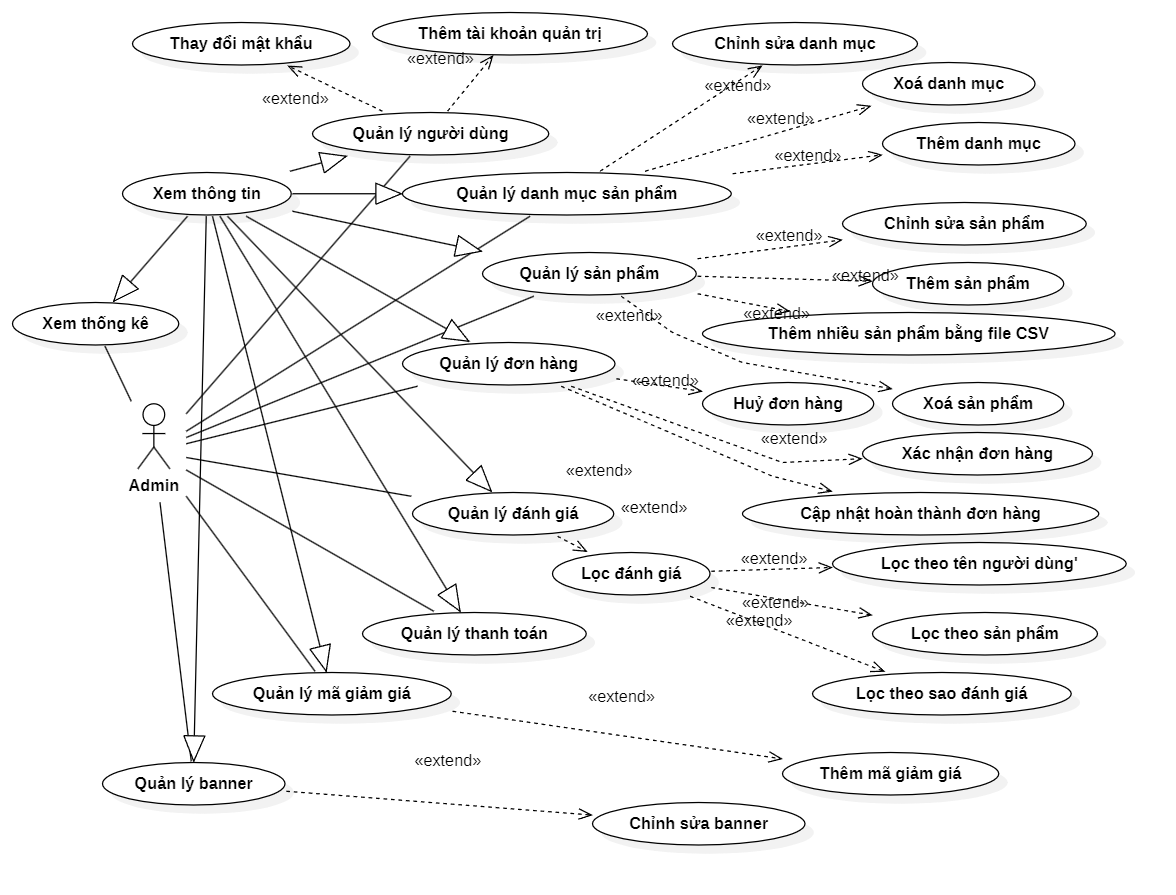 Thêm tài khoản quản trị
Thay đổi mật khẩu
Chỉnh sửa danh mục
«extend»
«extend»
Xoá danh mục
«extend»
«extend»
Quản lý người dùng
Thêm danh mục
«extend»
Xem thông tin
Quản lý danh mục sản phẩm
Chỉnh sửa sản phẩm
«extend»
Quản lý sản phẩm
«extend»
Thêm sản phẩm
«extend»
«extend»
Xem thống kê
Thêm nhiều sản phẩm bằng file CSV
Quản lý đơn hàng
«extend»
Huỷ đơn hàng
Xoá sản phẩm
«extend»
Xác nhận đơn hàng
«extend»
Admin
«extend»
Quản lý đánh giá
Cập nhật hoàn thành đơn hàng
«extend»
Lọc theo tên người dùng'
Lọc đánh giá
«extend»
«extend»
Quản lý thanh toán
Lọc theo sản phẩm
Quản lý mã giảm giá
«extend»
Lọc theo sao đánh giá
«extend»
Thêm mã giảm giá
Quản lý banner
Chỉnh sửa banner